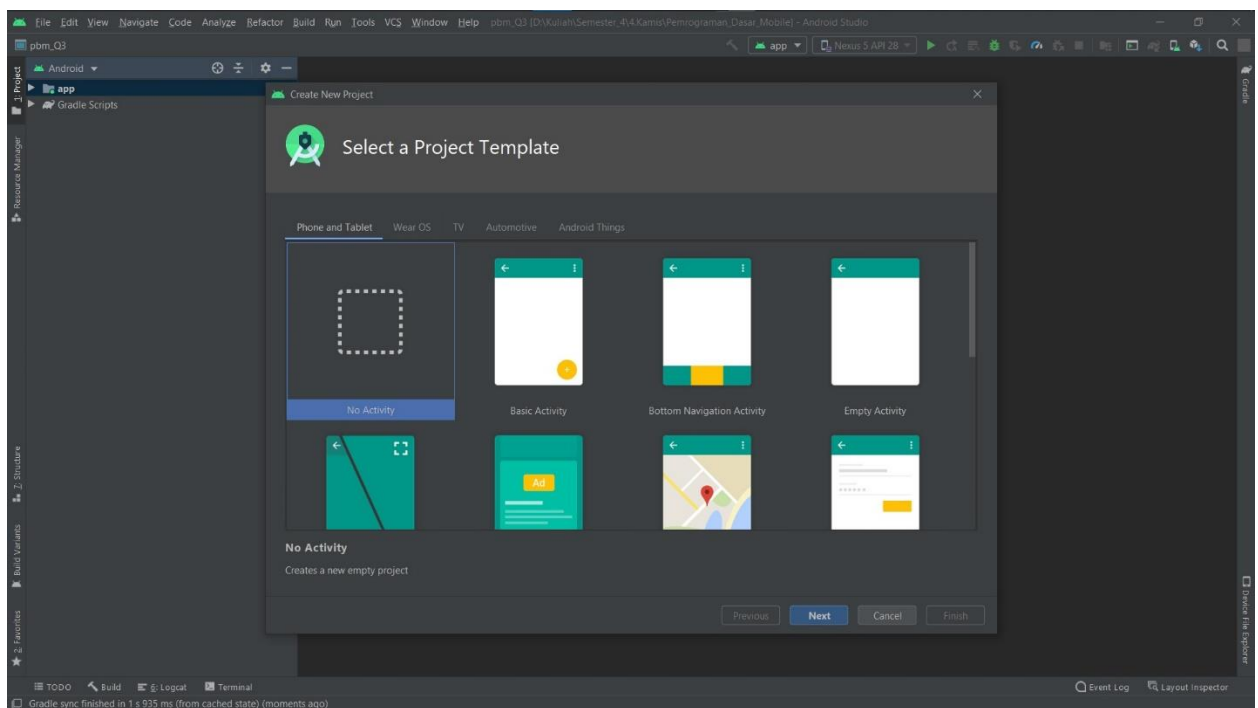 File Edit View Navigate Code Analyze Refactor Build Run Tools VCS Window Help pbm_Q3 [D:\Kuliah\Semester_4\4.Kamis\Pemrograman_Dasar_Mobile] - Android Studio
pbm_Q3
app
Nexus 5 API 28
Android
app
Gradle Scripts
1: Project
Resource Manager
7: Structure
Build Variants
2: Favorites
Gradle
Device File Explorer
Create New Project
Select a Project Template
Phone and Tablet Wear OS TV Automotive Android Things
No Activity Basic Activity Bottom Navigation Activity Empty Activity
Ad
No Activity
Creates a new empty project
Previous Next Cancel Finish
TODO Build 6: Logcat Terminal Event Log Layout Inspector
Gradle sync finished in 1 s 935 ms (from cached state) (moments ago)